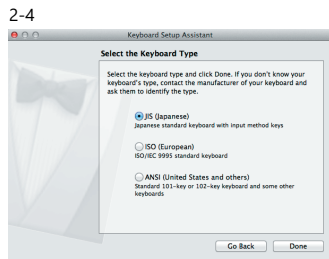 2-4
Keyboard Setup Assistant
Select the Keyboard Type
Select the keyboard type and click Done. If you don't know your
keyboard's type, contact the manufacturer of your keyboard and
ask them to identify the type.
JIS (Japanese)
Japanese standard keyboard with input method keys
ISO (European)
ISO/IEC 9995 standard keyboard
ANSI (United States and others)
Standard 101-key or 102-key keyboard and some other
keyboards
Go Back Done